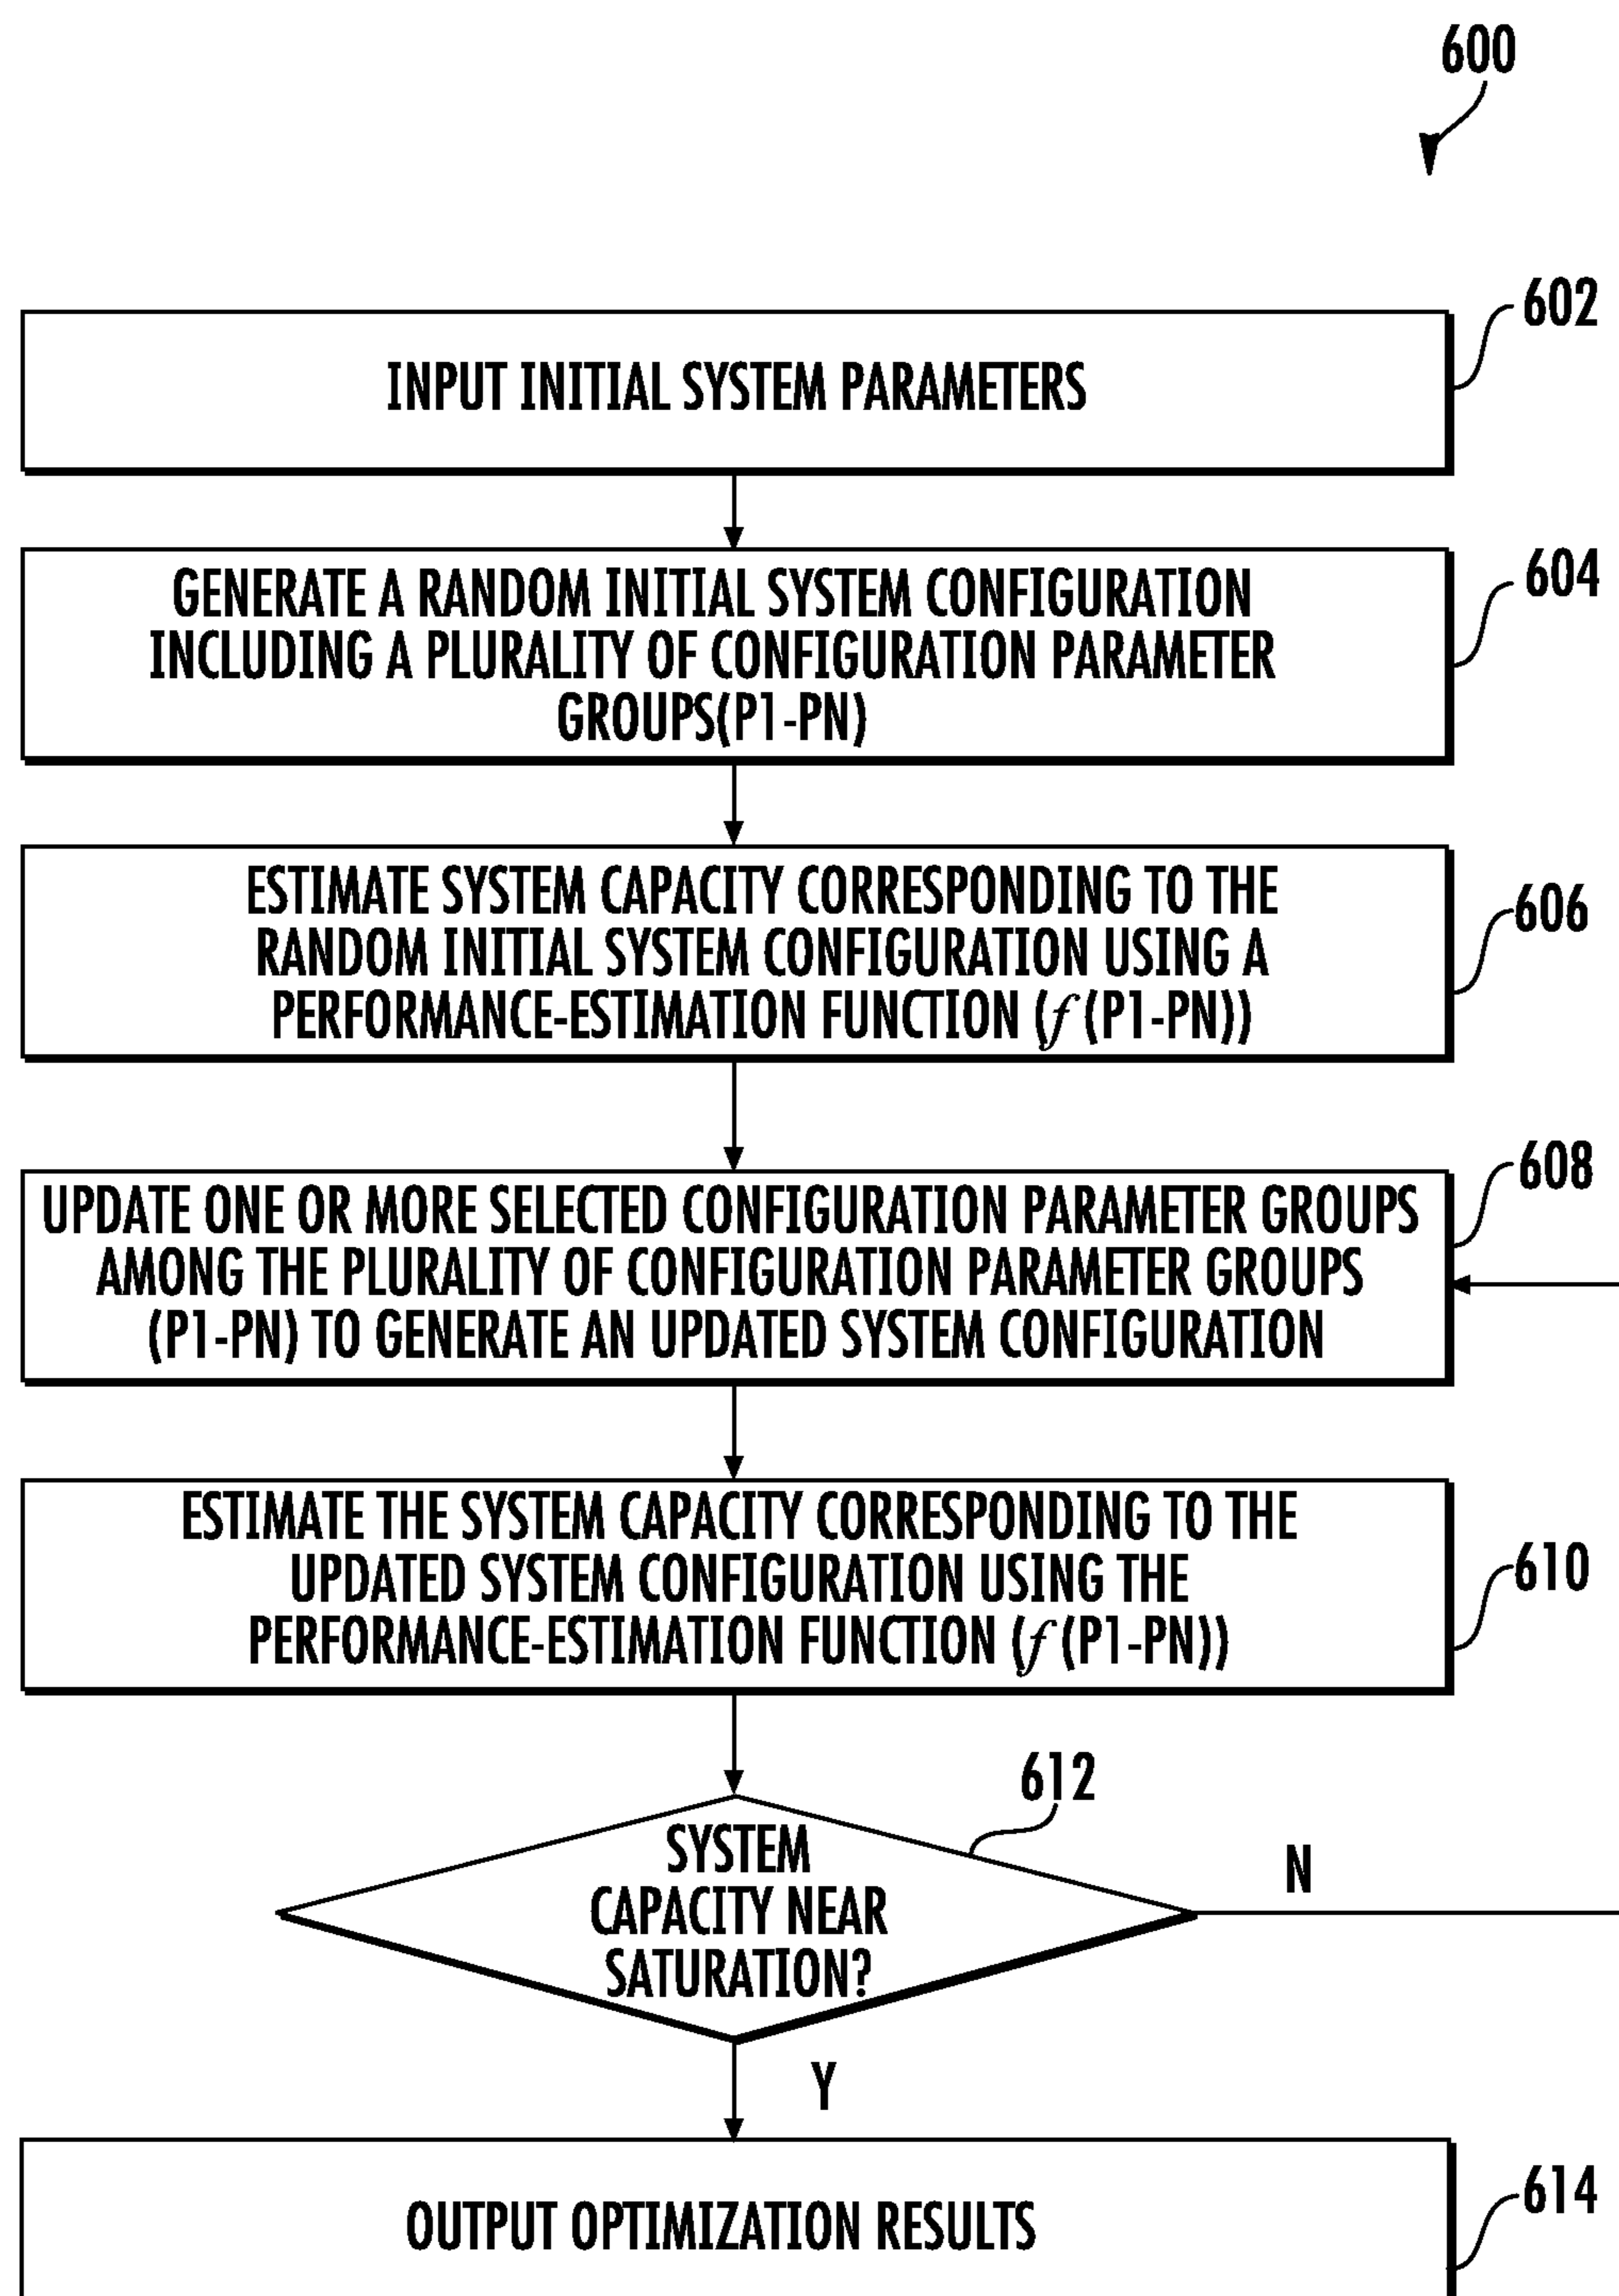 600
602
INPUT INITIAL SYSTEM PARAMETERS
604
GENERATE A RANDOM INITIAL SYSTEM CONFIGURATION
INCLUDING A PLURALITY OF CONFIGURATION PARAMETER
GROUPS(P1-PN)
606
ESTIMATE SYSTEM CAPACITY CORRESPONDING TO THE
RANDOM INITIAL SYSTEM CONFIGURATION USING A
PERFORMANCE-ESTIMATION FUNCTION (f (P1-PN))
608
UPDATE ONE OR MORE SELECTED CONFIGURATION PARAMETER GROUPS
AMONG THE PLURALITY OF CONFIGURATION PARAMETER GROUPS
(P1-PN) TO GENERATE AN UPDATED SYSTEM CONFIGURATION
610
ESTIMATE THE SYSTEM CAPACITY CORRESPONDING TO THE
UPDATED SYSTEM CONFIGURATION USING THE
PERFORMANCE-ESTIMATION FUNCTION (f (P1-PN))
612
SYSTEM
CAPACITY NEAR
SATURATION?
N
Y
614
OUTPUT OPTIMIZATION RESULTS